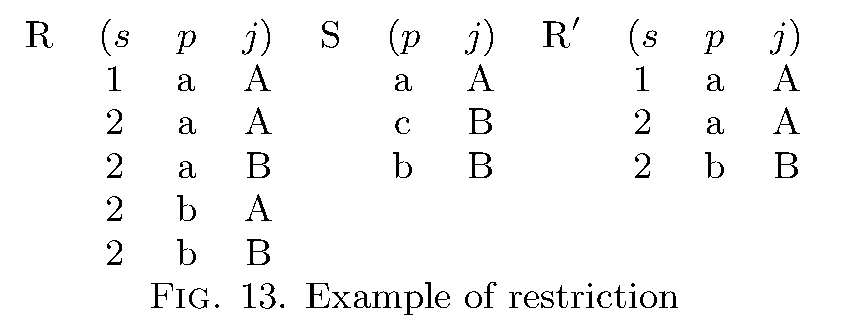 R (s p j) S (p j) R′ (s p j)
1 a A a A 1 a A
2 a A c B 2 a A
2 a B b B 2 b B
2 b A
2 b B
FIG. 13. Example of restriction